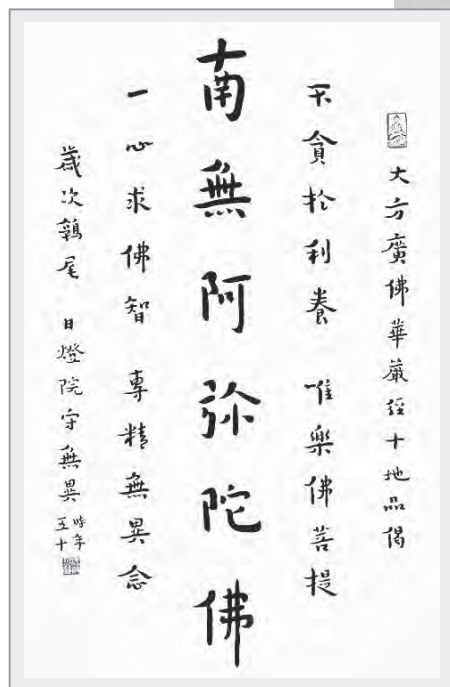 大方廣佛華嚴經十地品偈
不貪於利養 唯樂佛菩提
南無阿弥陀佛
一心求佛智 專精無異念
歲次鶉尾 日燈院守無異 時年五十